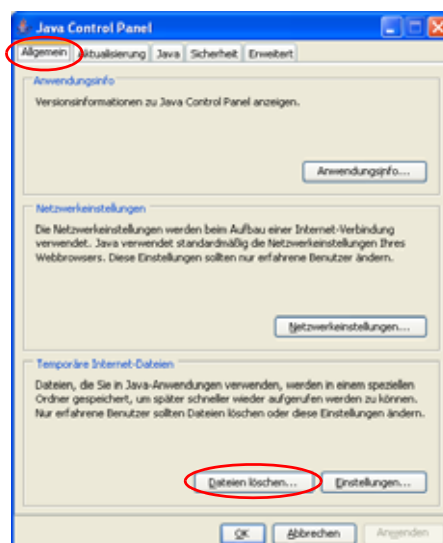 Java Control Panel
Allgemein Aktualisierung Java Sicherheit Erweitert
Anwendungsinfo
Versionsinformationen zu Java Control Panel anzeigen.
Anwendungsinfo...
Netzwerkeinstellungen
Die Netzwerkeinstellungen werden beim Aufbau einer Internet-Verbindung
verwendet. Java verwendet standardmäßig die Netzwerkeinstellungen Ihres
Webbrowsers. Diese Einstellungen sollten nur erfahrene Benutzer ändern.
Netzwerkeinstellungen...
Temporäre Internet-Dateien
Dateien, die Sie in Java-Anwendungen verwenden, werden in einem speziellen
Ordner gespeichert, um später schneller wieder aufgerufen werden zu können.
Nur erfahrene Benutzer sollten Dateien löschen oder diese Einstellungen ändern.
Dateien löschen... Einstellungen...
OK Abbrechen Anwenden